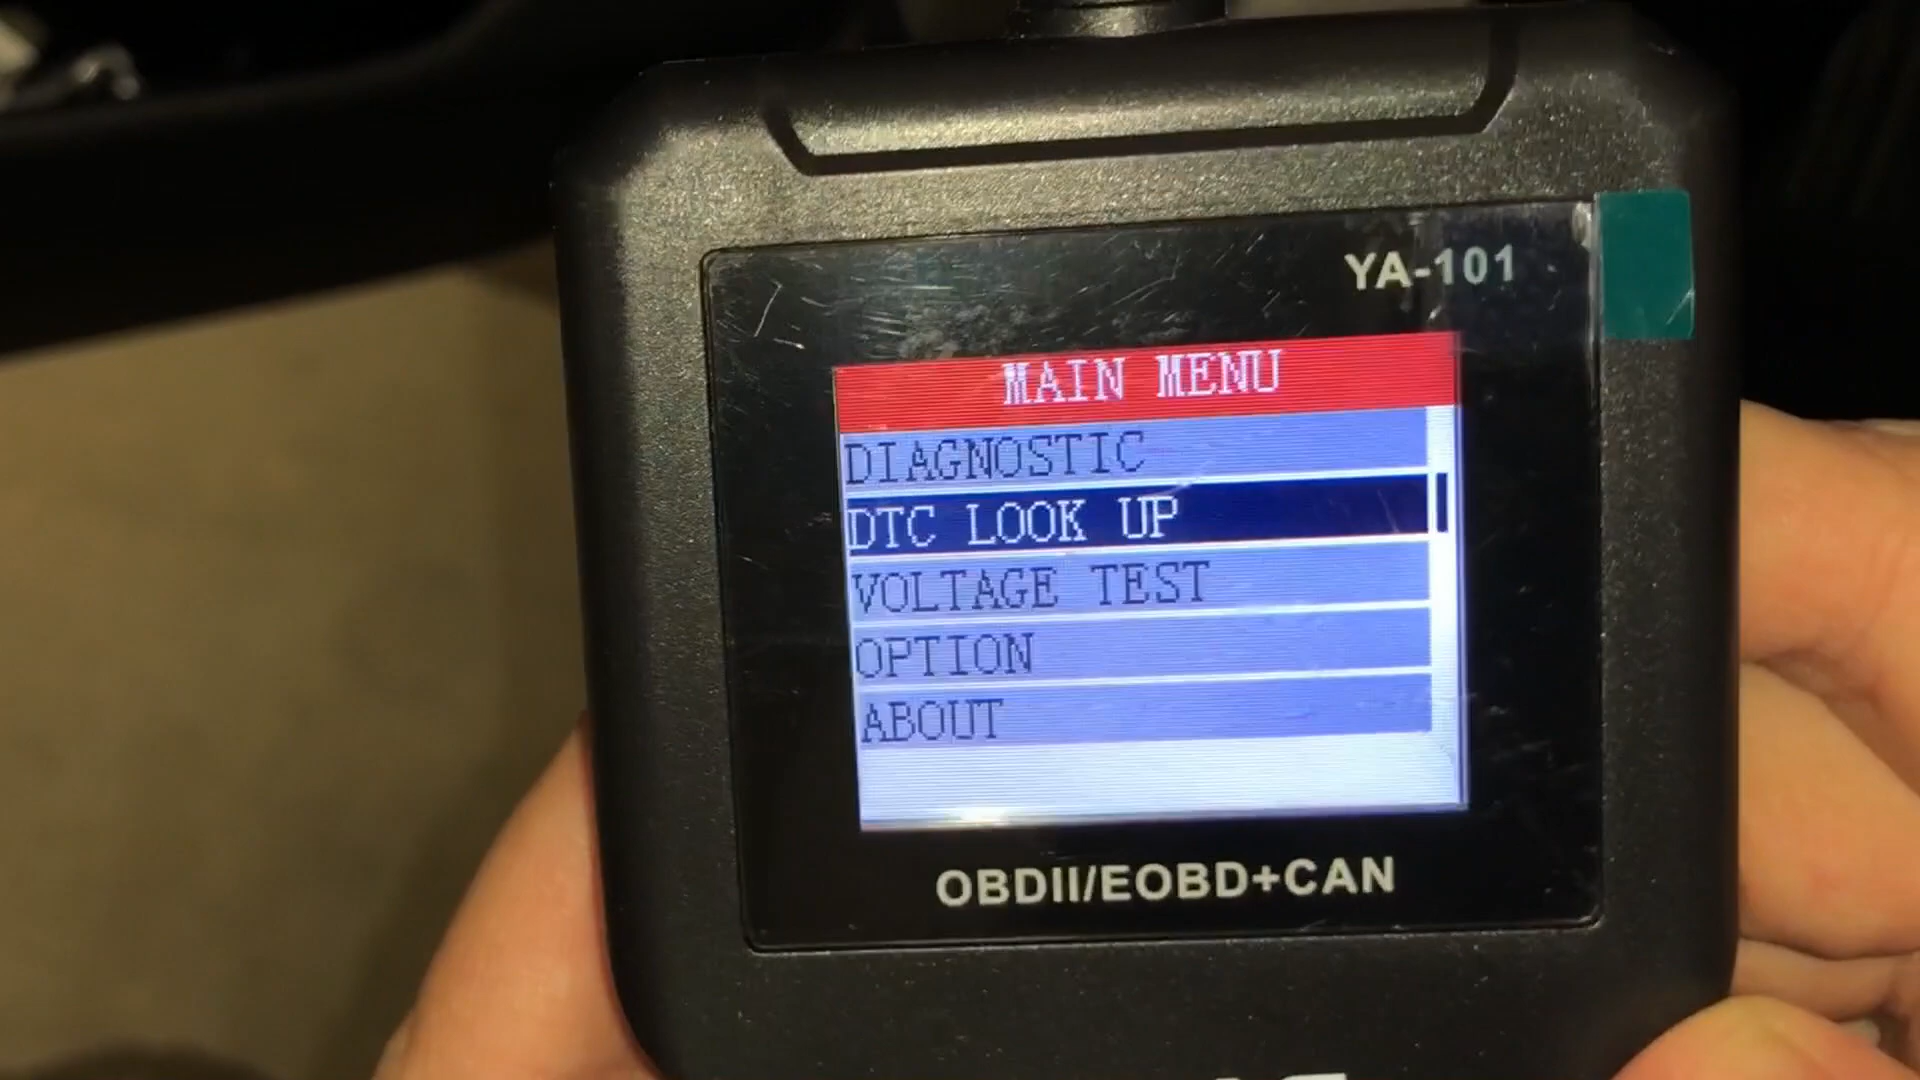 YA-101
MAIN MENU
DIAGNOSTIC
DTC LOOK UP
VOLTAGE TEST
OPTION
ABOUT
OBDII/EOBD+CAN